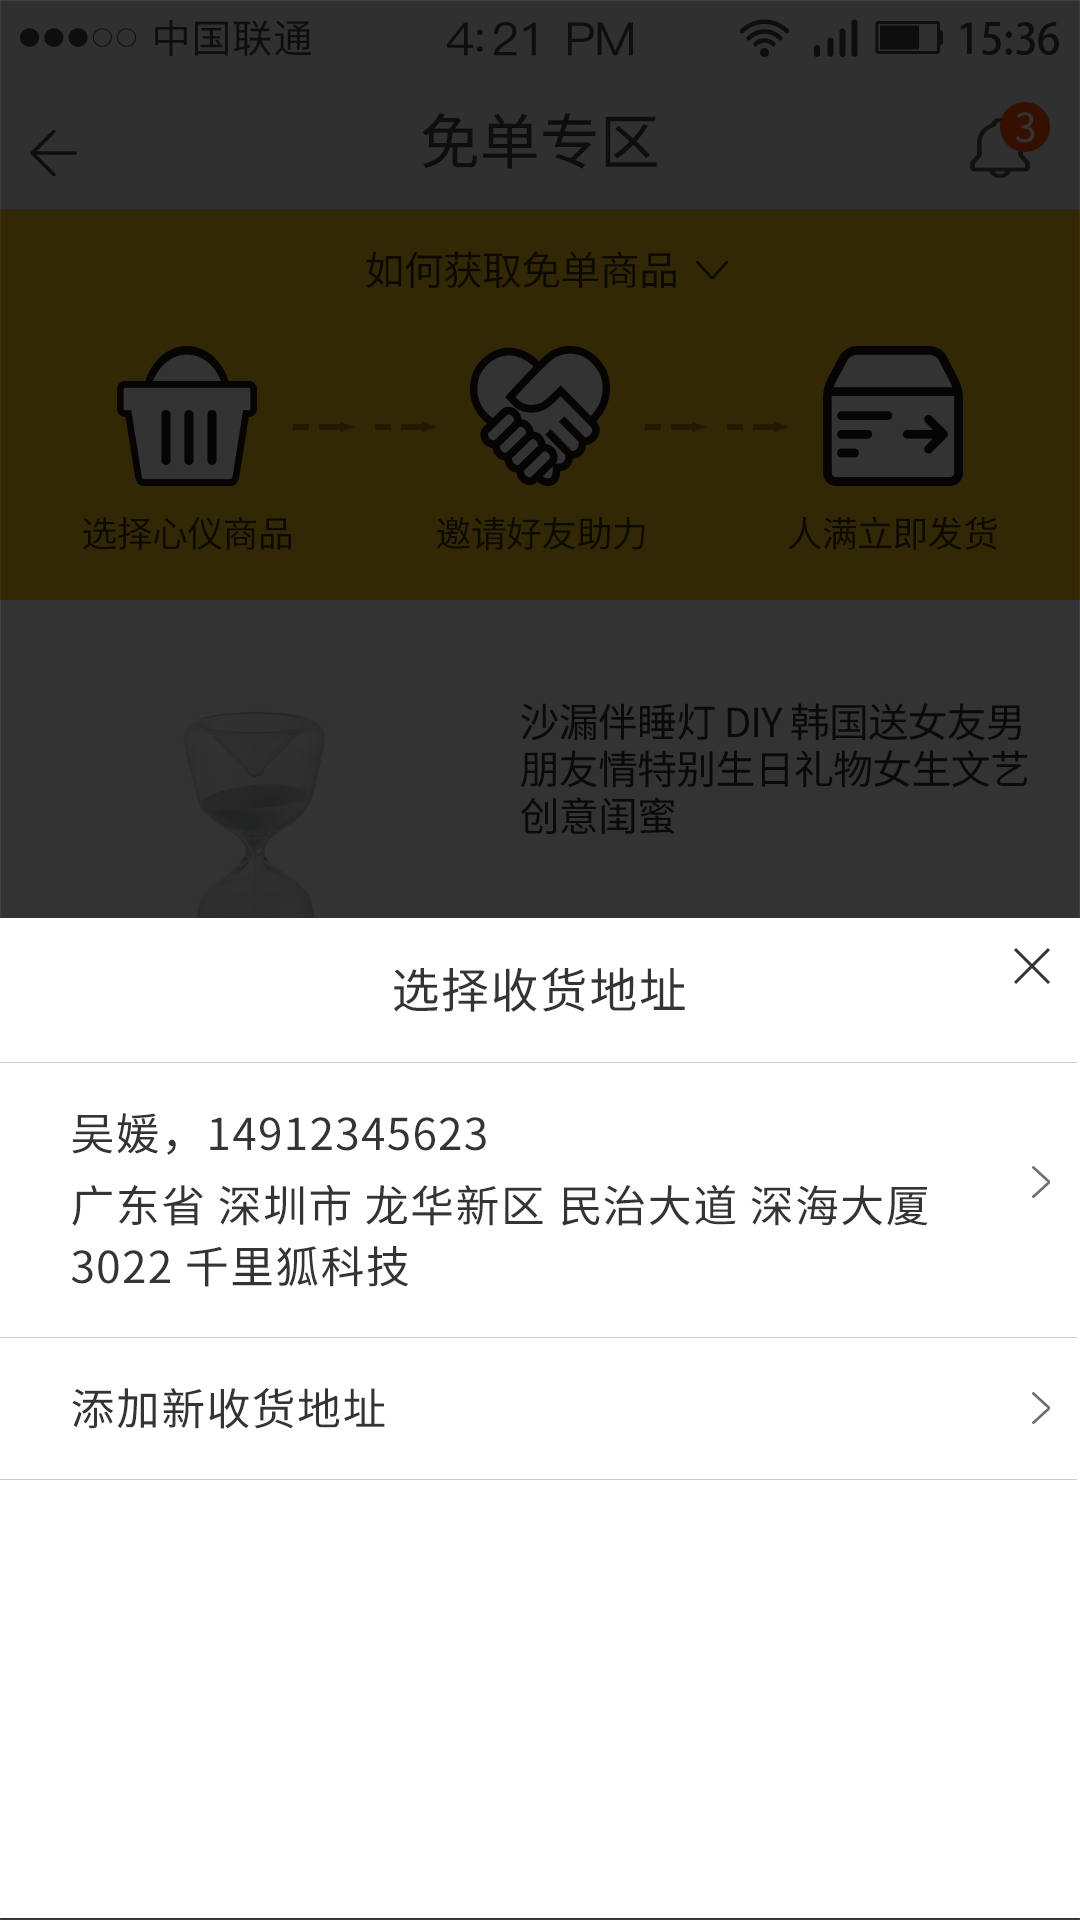 中国联通 4:21 PM 15:36
免单专区 3
如何获取免单商品
选择心仪商品 邀请好友助力 人满立即发货
沙漏伴睡灯 DIY 韩国送女友男
朋友情特别生日礼物女生文艺
创意闺蜜
选择收货地址
吴媛，14912345623
广东省 深圳市 龙华新区 民治大道 深海大厦
3022 千里狐科技
添加新收货地址